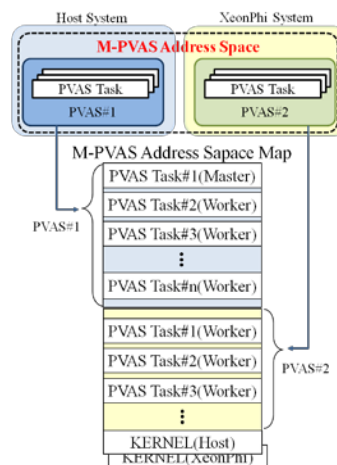 Host System
XeonPhi System
M-PVAS Address Space
PVAS Task
PVAS Task
PVAS#1
PVAS#2
M-PVAS Address Sapace Map
PVAS Task#1(Master)
PVAS Task#2(Worker)
PVAS#1
PVAS Task#3(Worker)
⋮
PVAS Task#n(Worker)
PVAS Task#1(Worker)
PVAS Task#2(Worker)
PVAS#2
PVAS Task#3(Worker)
⋮
KERNEL(Host)
KERNEL(XeonPhi)